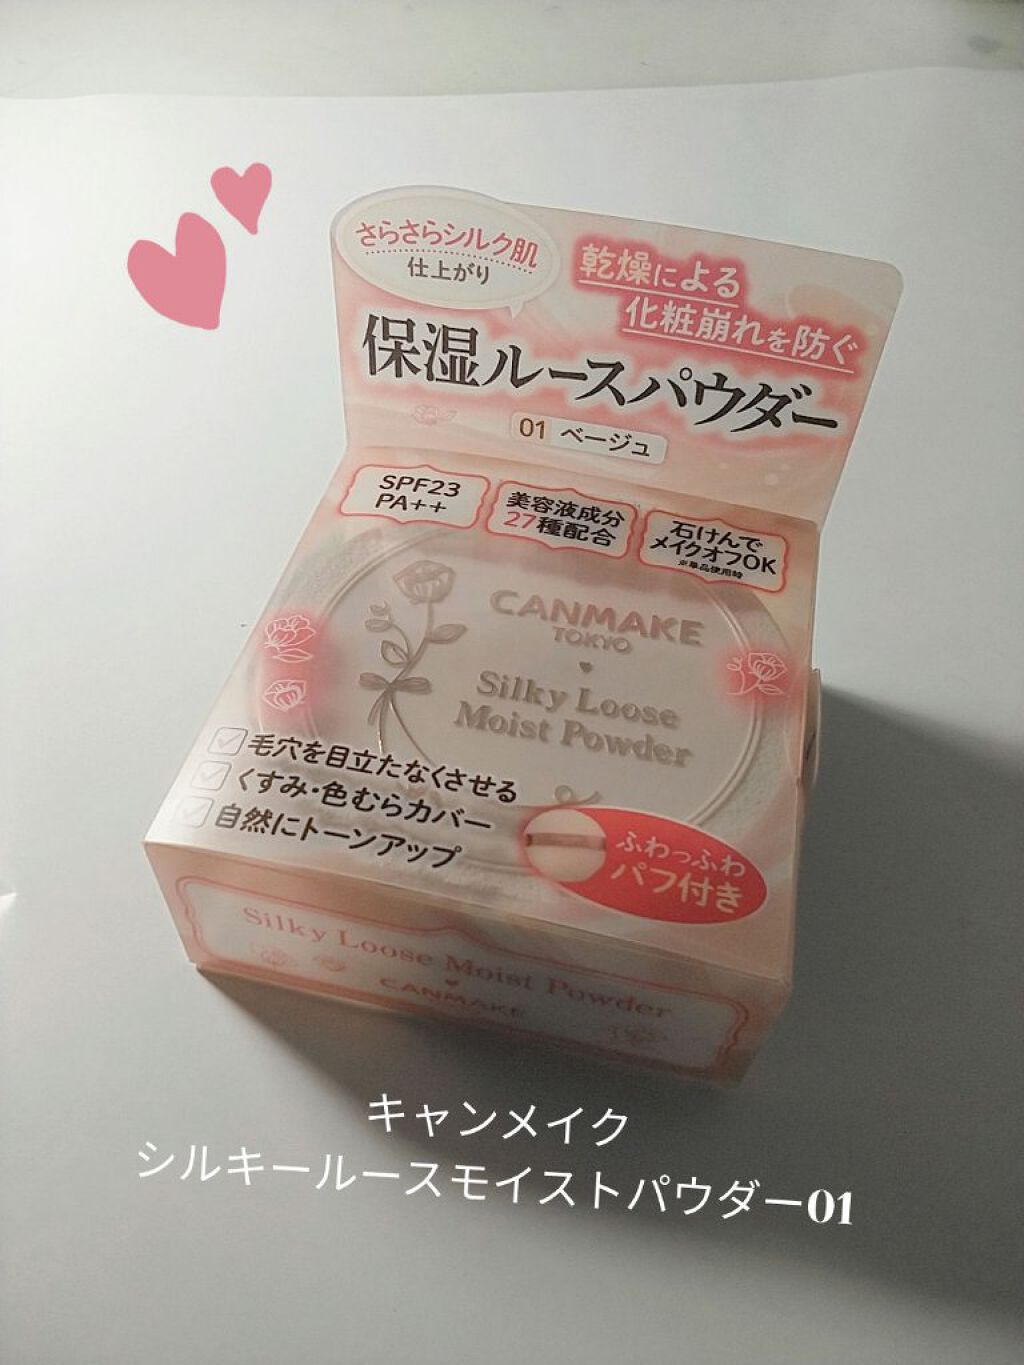 さらさらシルク肌
仕上がり
乾燥による
化粧崩れを防ぐ
保湿ルースパウダー
01 ベージュ
SPF23
PA++
美容液成分
27種配合
石けんで
メイクオフOK
※単品使用時
CANMAKE
TOKYO
Silky Loose
Moist Powder
毛穴を目立たなくさせる
くすみ・色むらカバー
自然にトーンアップ
ふわっふわ
パフ付き
Silky Loose Moist Powder
CANMAKE
キャンメイク
シルキールースモイストパウダー01